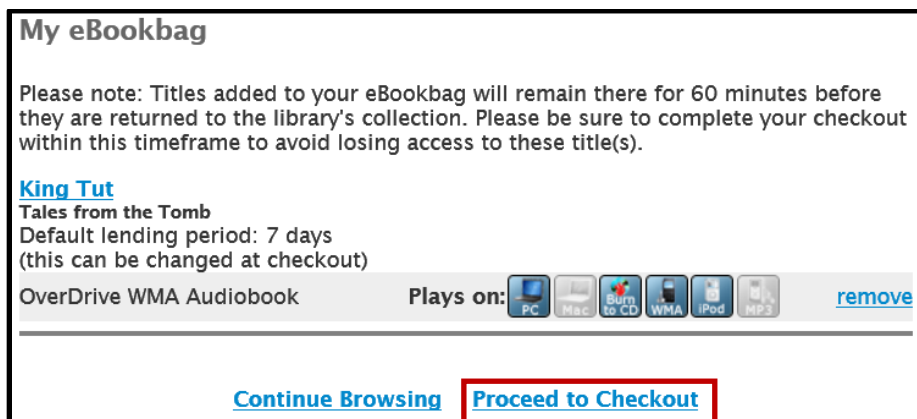 My eBookbag
Please note: Titles added to your eBookbag will remain there for 60 minutes before
they are returned to the library's collection. Please be sure to complete your checkout
within this timeframe to avoid losing access to these title(s).
King Tut
Tales from the Tomb
Default lending period: 7 days
(this can be changed at checkout)
OverDrive WMA Audiobook Plays on: PC Mac Burn to CD WMA iPod MP3 remove
Continue Browsing Proceed to Checkout